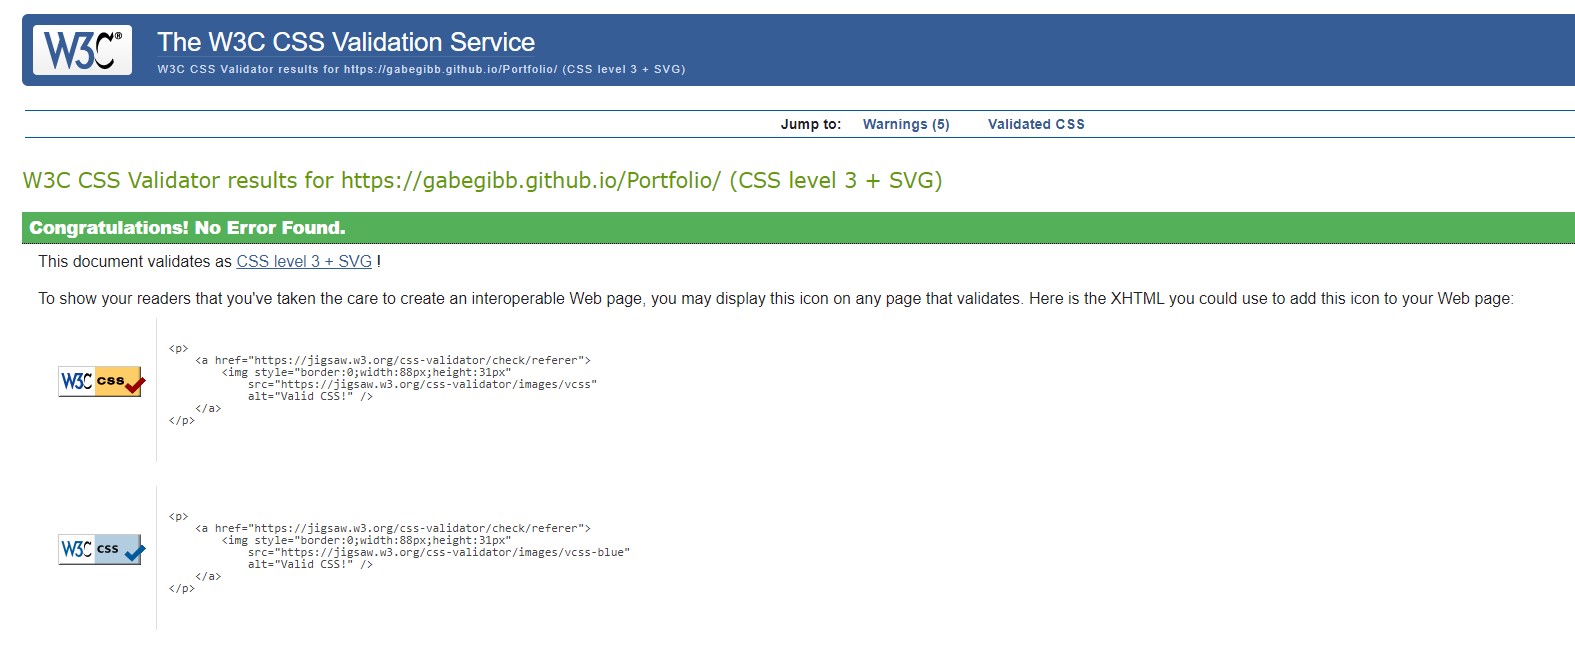 W3C®
The W3C CSS Validation Service
W3C CSS Validator results for https://gabegibb.github.io/Portfolio/ (CSS level 3 + SVG)
Jump to: Warnings (5) Validated CSS
W3C CSS Validator results for https://gabegibb.github.io/Portfolio/ (CSS level 3 + SVG)
Congratulations! No Error Found.
This document validates as CSS level 3 + SVG !
To show your readers that you've taken the care to create an interoperable Web page, you may display this icon on any page that validates. Here is the XHTML you could use to add this icon to your Web page:
W3C css
<p>
    <a href="https://jigsaw.w3.org/css-validator/check/referer">
        <img style="border:0;width:88px;height:31px"
            src="https://jigsaw.w3.org/css-validator/images/vcss"
            alt="Valid CSS!" />
    </a>
</p>
W3C css
<p>
    <a href="https://jigsaw.w3.org/css-validator/check/referer">
        <img style="border:0;width:88px;height:31px"
            src="https://jigsaw.w3.org/css-validator/images/vcss-blue"
            alt="Valid CSS!" />
    </a>
</p>